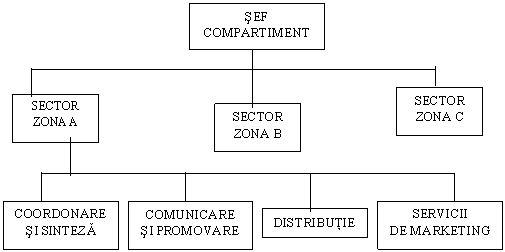 ŞEF
COMPARTIMENT
SECTOR
ZONA A
SECTOR
ZONA B
SECTOR
ZONA C
COORDONARE
ŞI SINTEZĂ
COMUNICARE
ŞI PROMOVARE
DISTRIBUŢIE
SERVICII
DE MARKETING